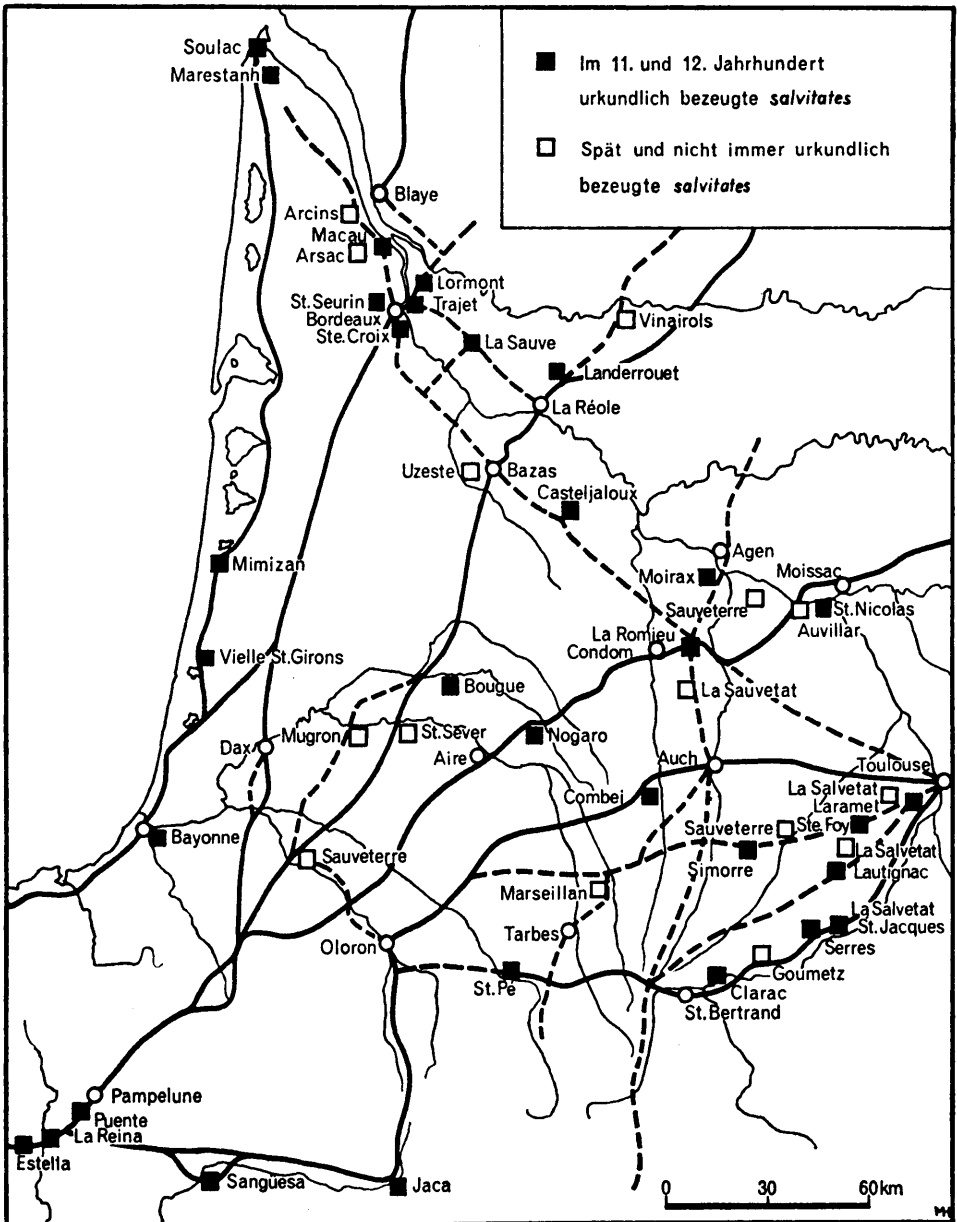 Im 11. und 12. Jahrhundert
urkundlich bezeugte salvitates
Spät und nicht immer urkundlich
bezeugte salvitates
Soulac
Marestanh
Blaye
Arcins
Macau
Arsac
Lormont
St.Seurin
Trajet
Bordeaux
Ste.Croix
Vinairols
La Sauve
Landerrouet
La Réole
Uzeste
Bazas
Casteljaloux
Agen
Mimizan
Moirax
Moissac
Sauveterre
St.Nicolas
Auvillar
La Romieu
Condom
Vielle St.Girons
Bougue
La Sauvetat
Mugron
St.Sever
Nogaro
Dax
Aire
Auch
Toulouse
Combej
La Salvetat
Laramet
Bayonne
Sauveterre
Ste Foy
La Salvetat
Sauveterre
Simorre
Lautignac
Marseillan
La Salvetat
St.Jacques
Tarbes
Serres
Oloron
Goumetz
St.Pé
Clarac
St.Bertrand
Pampelune
Puente
La Reina
Estella
Sangüesa
Jaca
0 30 60km
MH